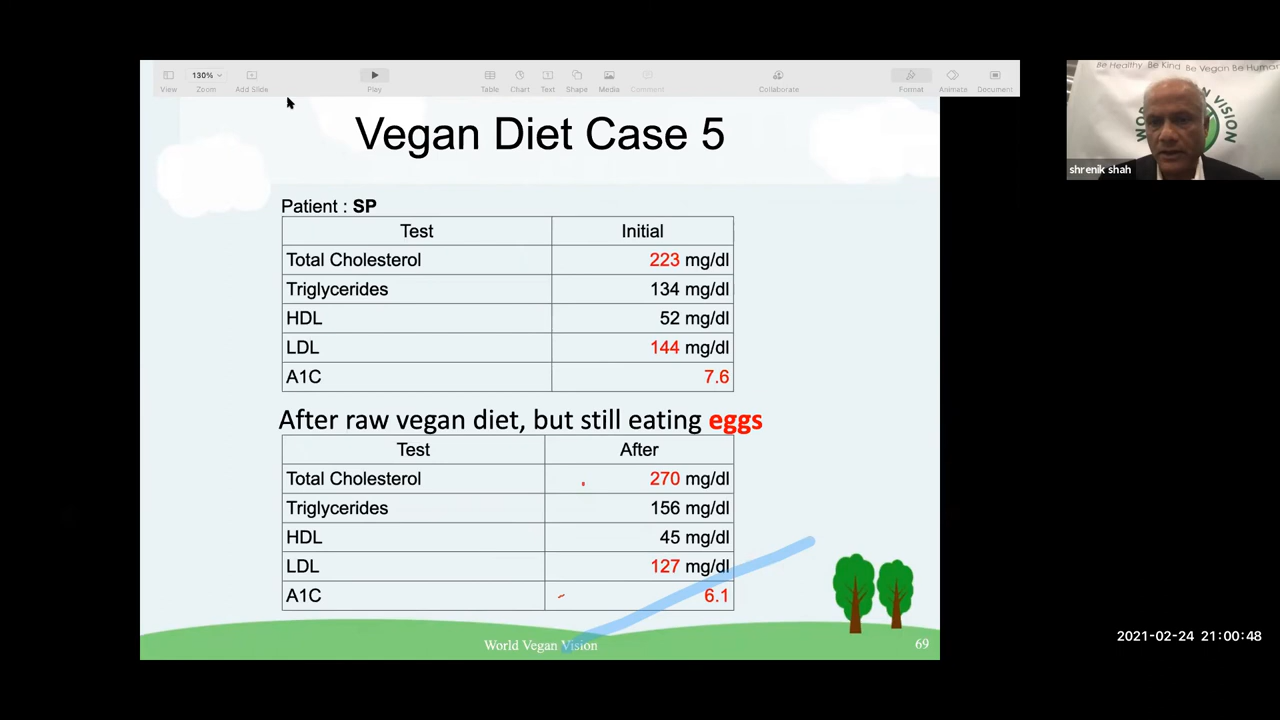 130%
View Zoom Add Slide Play Table Chart Text Shape Media Comment Collaborate Format Animate Document
Be Healthy Be Kind Be Vegan Be Human
VISION
shrenik shah
Vegan Diet Case 5
Patient : SP
Test Initial
Total Cholesterol 223 mg/dl
Triglycerides 134 mg/dl
HDL 52 mg/dl
LDL 144 mg/dl
A1C 7.6
After raw vegan diet, but still eating eggs
Test After
Total Cholesterol 270 mg/dl
Triglycerides 156 mg/dl
HDL 45 mg/dl
LDL 127 mg/dl
A1C 6.1
World Vegan Vision 69
2021-02-24 21:00:48